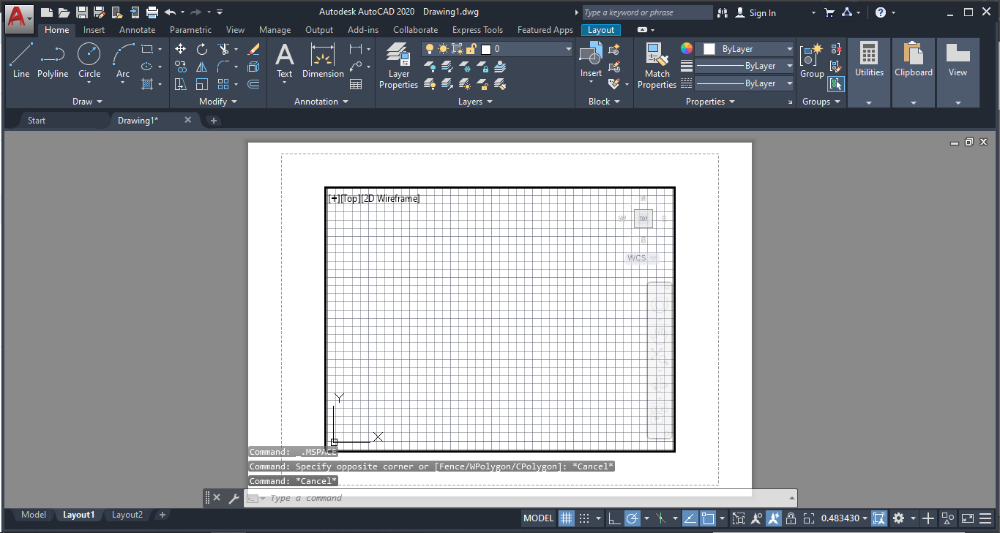 Autodesk AutoCAD 2020 Drawing1.dwg
Type a keyword or phrase
Sign In
Home Insert Annotate Parametric View Manage Output Add-ins Collaborate Express Tools Featured Apps Layout
Line Polyline Circle Arc
Draw
Modify
Text Dimension
Annotation
Layer
Properties
0
Layers
Insert
Block
Match
Properties
ByLayer
ByLayer
ByLayer
Properties
Group
Groups
Utilities
Clipboard
View
Start
Drawing1*
[+][Top][2D Wireframe]
TOP
WCS
Y
X
Command: _.MSPACE
Command: Specify opposite corner or [Fence/WPolygon/CPolygon]: *Cancel*
Command: *Cancel*
Type a command
Model Layout1 Layout2
MODEL
0.483430